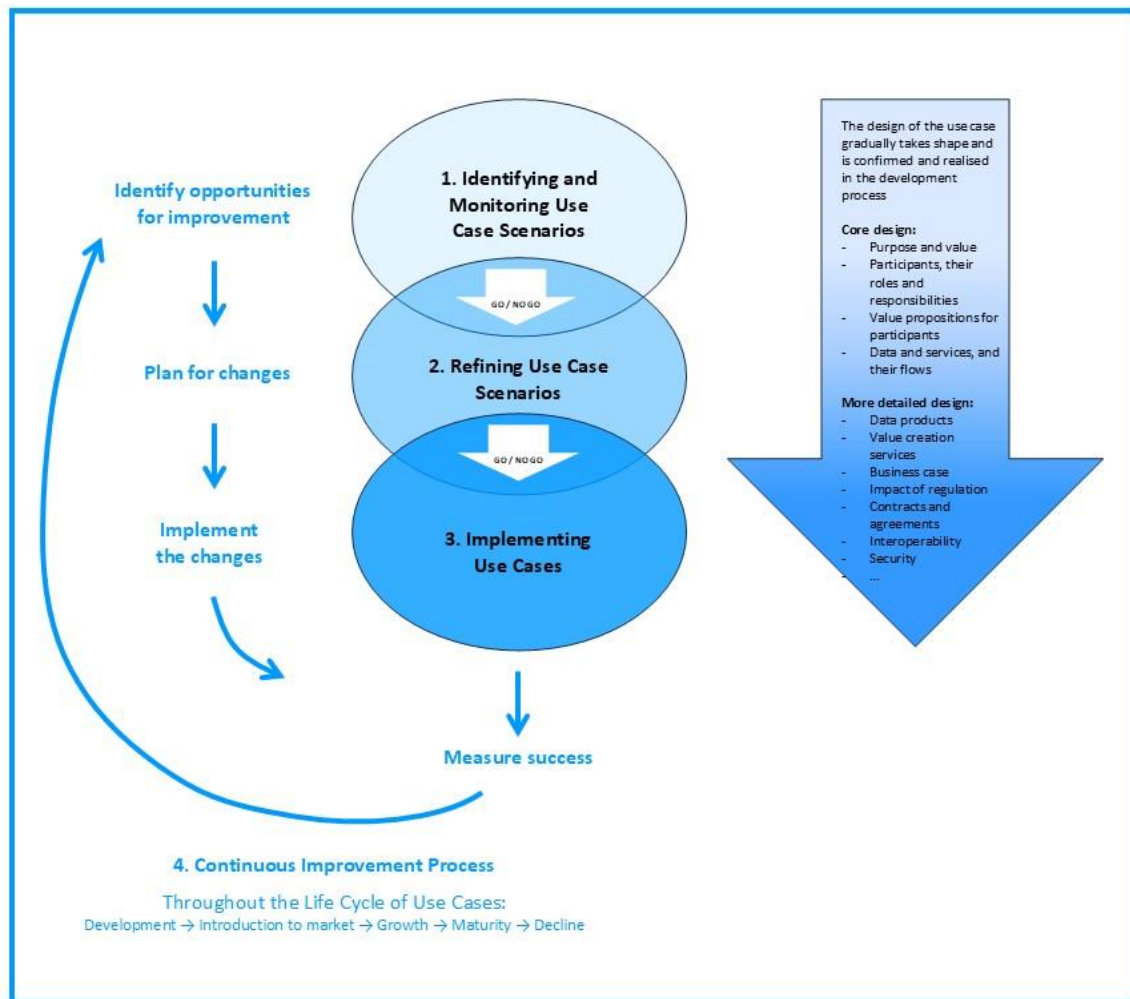 Identify opportunities
for improvement
Plan for changes
Implement
the changes
1. Identifying and
Monitoring Use
Case Scenarios
GO / NO GO
2. Refining Use Case
Scenarios
GO / NO GO
3. Implementing
Use Cases
Measure success
4. Continuous Improvement Process
Throughout the Life Cycle of Use Cases:
Development → Introduction to market → Growth → Maturity → Decline
The design of the use case
gradually takes shape and
is confirmed and realised
in the development
process
Core design:
- Purpose and value
- Participants, their
roles and
responsibilities
- Value propositions for
participants
- Data and services, and
their flows
More detailed design:
- Data products
- Value creation
services
- Business case
- Impact of regulation
- Contracts and
agreements
- Interoperability
- Security
- ...